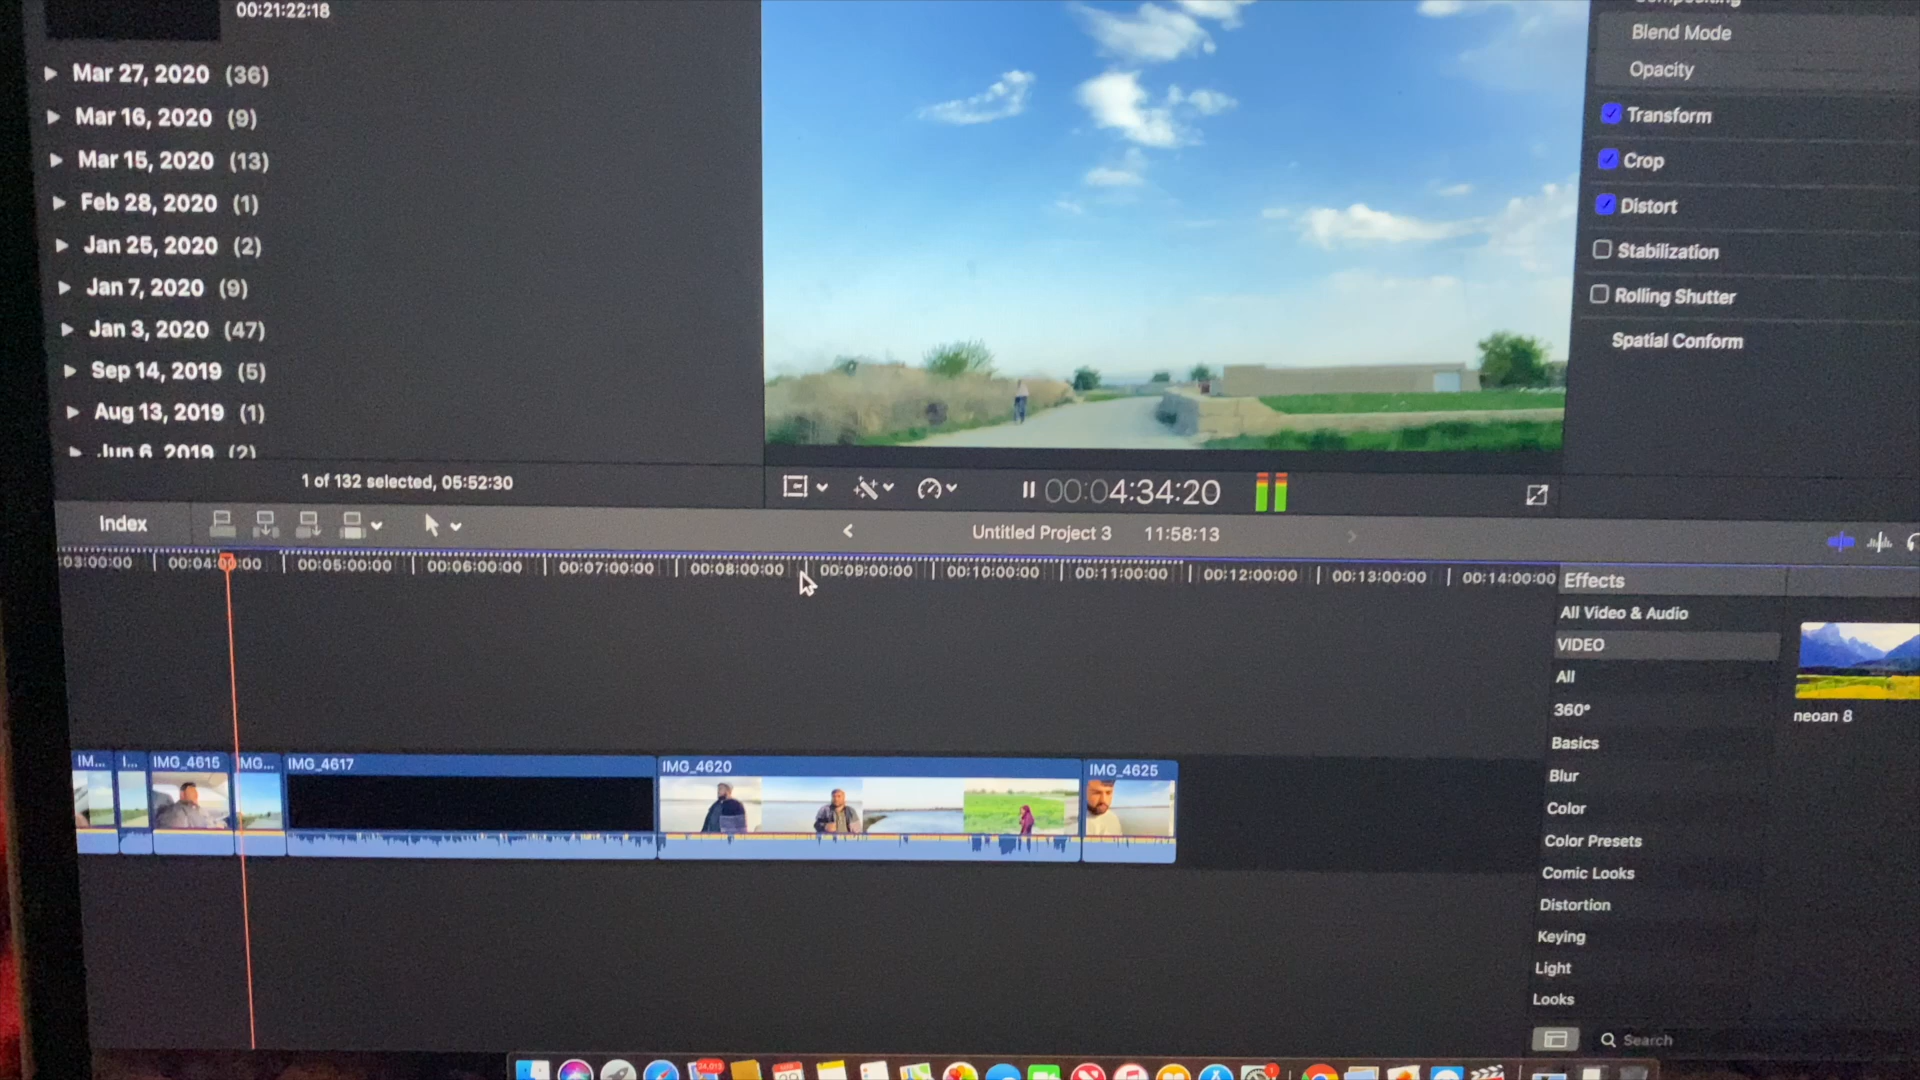 00:21:22:18
Mar 27, 2020 (36)
Mar 16, 2020 (9)
Mar 15, 2020 (13)
Feb 28, 2020 (1)
Jan 25, 2020 (2)
Jan 7, 2020 (9)
Jan 3, 2020 (47)
Sep 14, 2019 (5)
Aug 13, 2019 (1)
Jun 6, 2019 (2)
1 of 132 selected, 05:52:30
Compositing
Blend Mode
Opacity
Transform
Crop
Distort
Stabilization
Rolling Shutter
Spatial Conform
00:04:34:20
Index
Untitled Project 3 11:58:13
03:00:00 00:04:00:00 00:05:00:00 00:06:00:00 00:07:00:00 00:08:00:00 00:09:00:00 00:10:00:00 00:11:00:00 00:12:00:00 00:13:00:00 00:14:00:00
IM... I... IMG_4615 IMG... IMG_4617 IMG_4620 IMG_4625
Effects
All Video & Audio
VIDEO
All
360°
Basics
Blur
Color
Color Presets
Comic Looks
Distortion
Keying
Light
Looks
neoan 8
Search